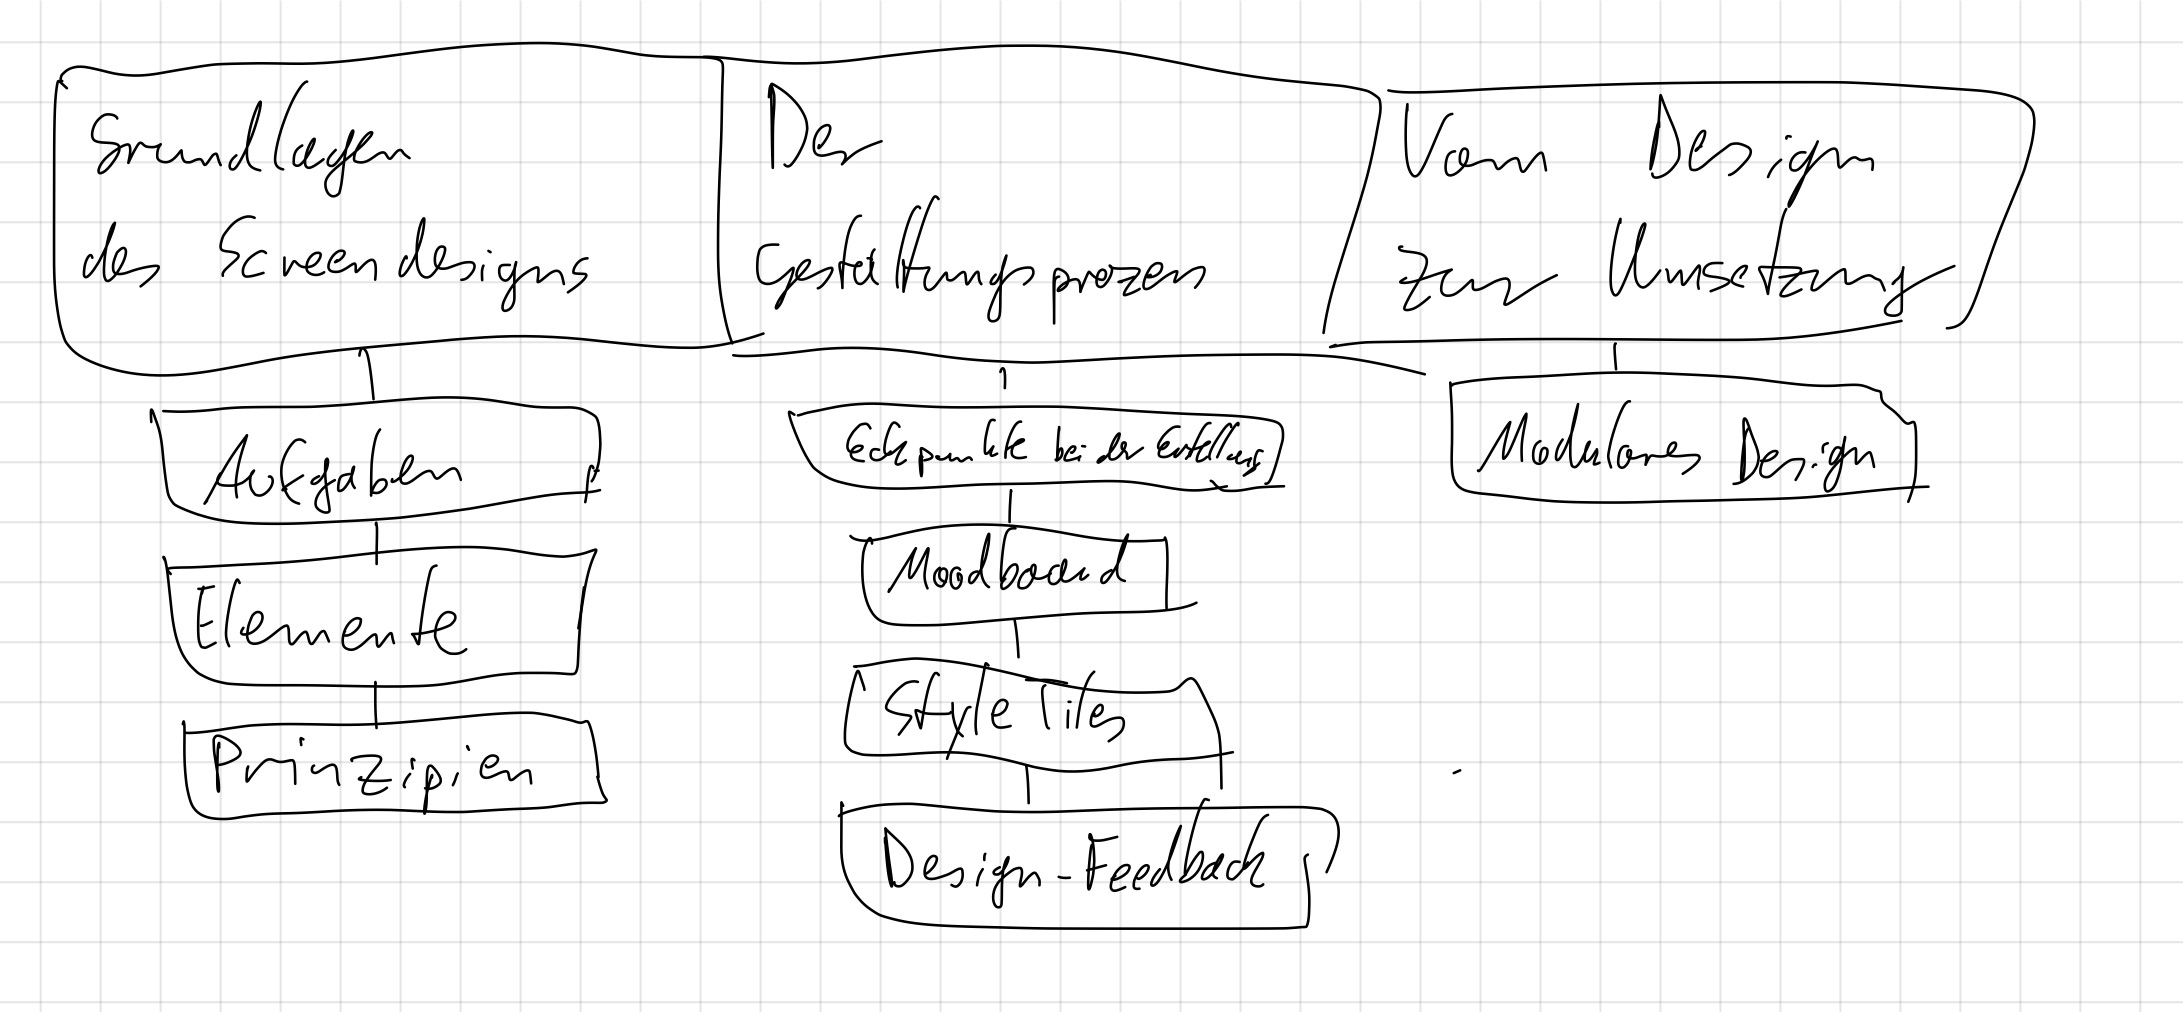 Grundlagen
des Screendesigns
Der
Gestaltungsprozess
Vom Design
zur Umsetzung
Aufgaben
Elemente
Prinzipien
Eckpunkte bei der Erstellung
Moodboard
Style Tiles
Design-Feedback
Modulares Design